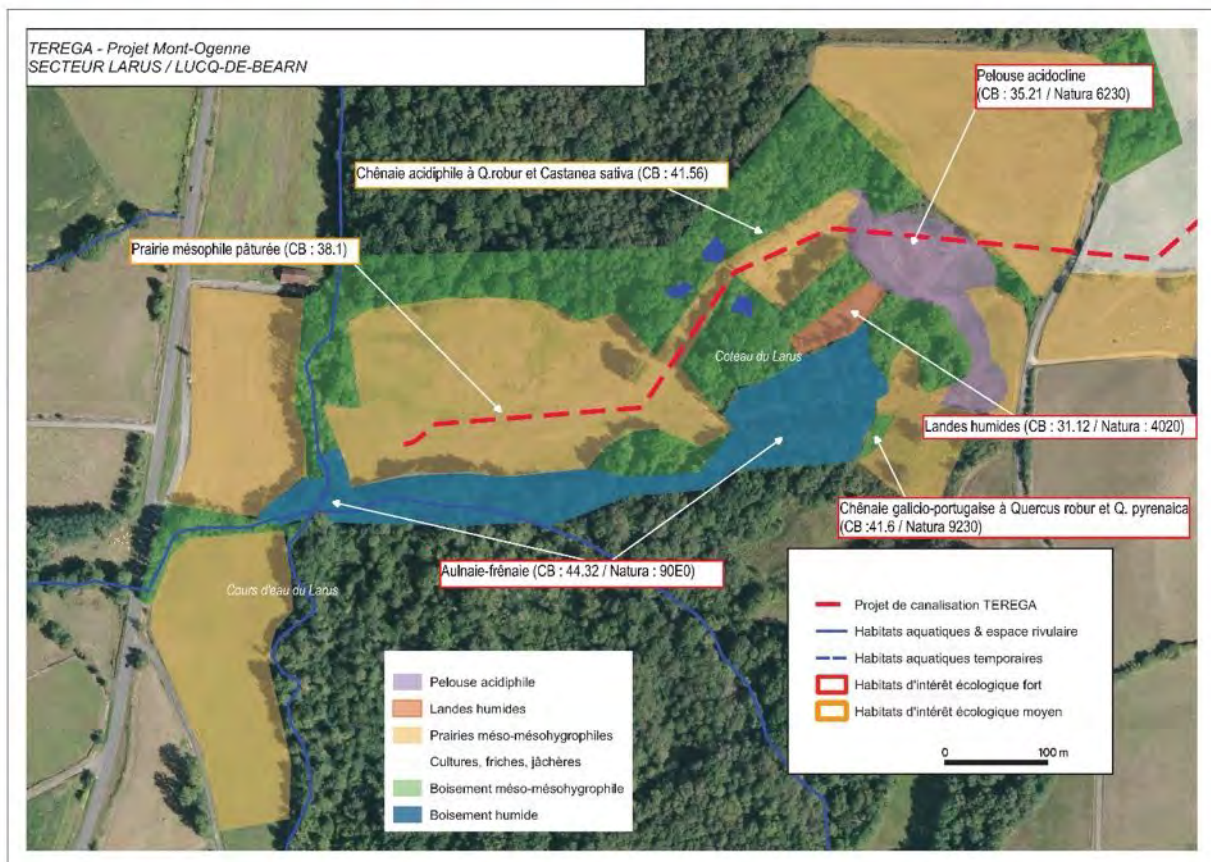 TEREGA - Projet Mont-Ogenne
SECTEUR LARUS / LUCQ-DE-BEARN
Pelouse acidocline
(CB : 35.21 / Natura 6230)
Chênaie acidiphile à Q.robur et Castanea sativa (CB : 41.56)
Prairie mésophile pâturée (CB : 38.1)
Coteau du Larus
Landes humides (CB : 31.12 / Natura : 4020)
Chênaie galicio-portugaise à Quercus robur et Q. pyrenaica
(CB :41.6 / Natura 9230)
Aulnaie-frênaie (CB : 44.32 / Natura : 90E0)
Cours d'eau du Larus
Pelouse acidiphile
Landes humides
Prairies méso-mésohygrophiles
Cultures, friches, jâchères
Boisement méso-mésohygrophile
Boisement humide
Projet de canalisation TEREGA
Habitats aquatiques & espace rivulaire
Habitats aquatiques temporaires
Habitats d'intérêt écologique fort
Habitats d'intérêt écologique moyen
0 100 m